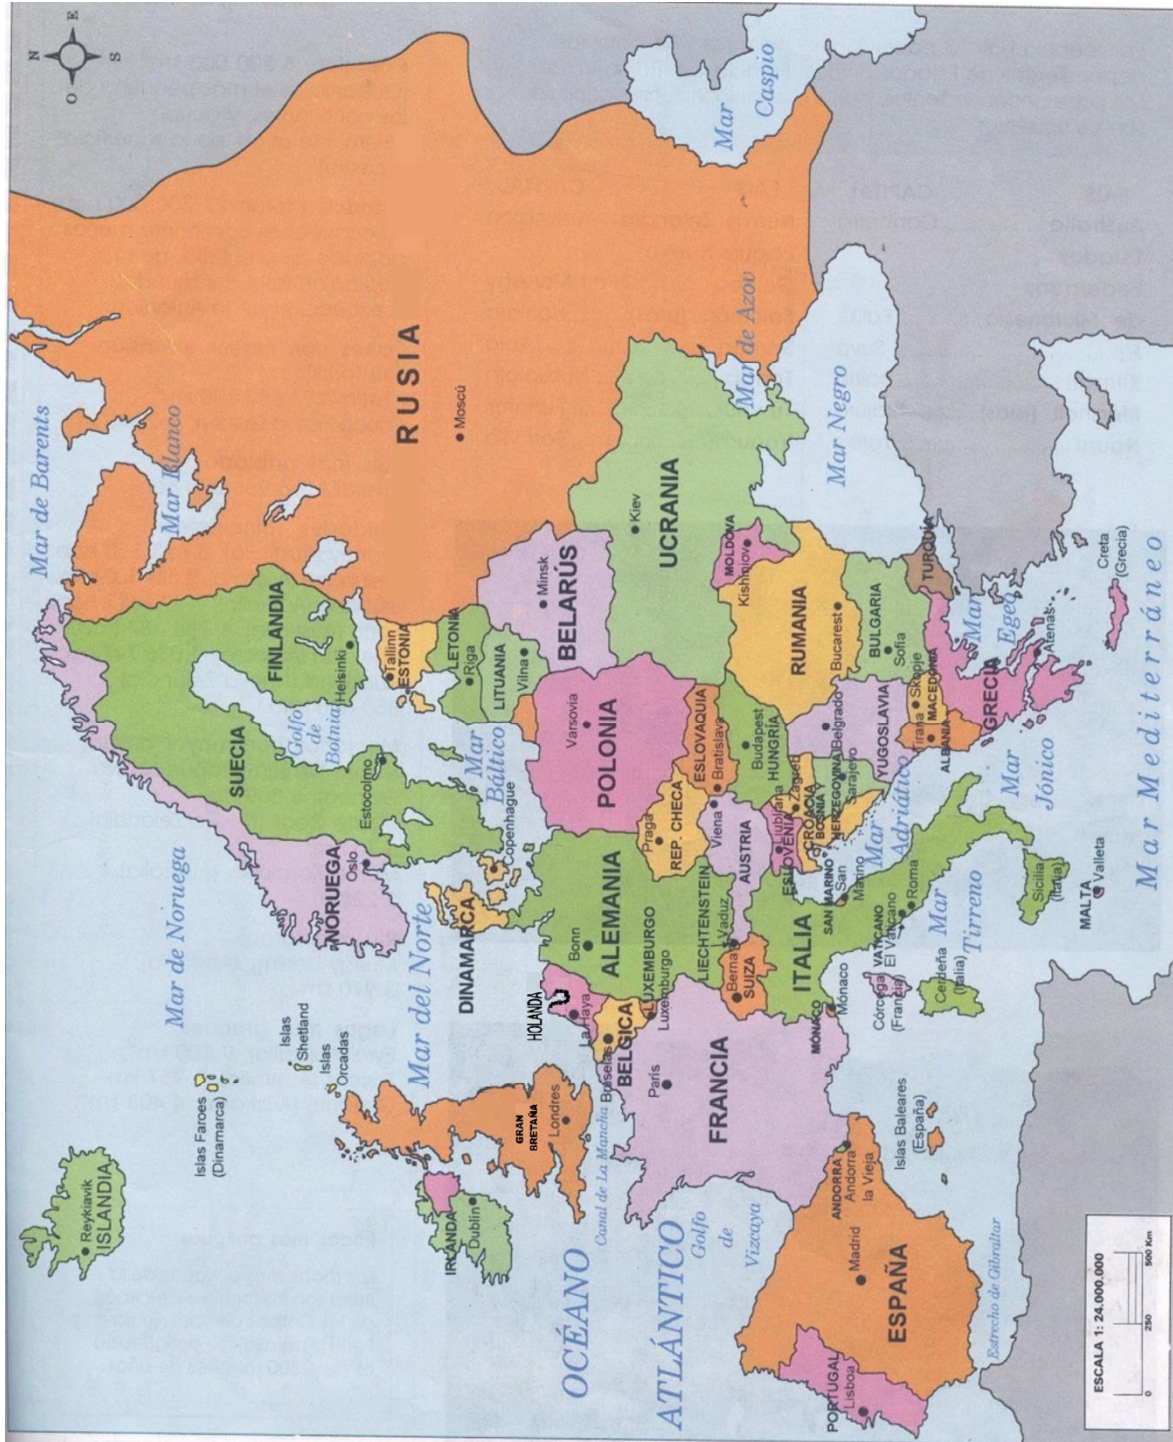 N
O
E
S
Mar de Barents
Reykiavik
ISLANDIA
Mar Blanco
Mar de Noruega
Islas Faroes
(Dinamarca)
Islas
Shetland
Islas
Orcadas
SUECIA
FINLANDIA
Helsinki
Golfo
de
Botnia
NORUEGA
Oslo
Estocolmo
Tallinn
ESTONIA
RUSIA
Moscú
Mar del Norte
LETONIA
Riga
IRLANDA
Dublín
DINAMARCA
Copenhague
Mar
Báltico
LITUANIA
Vilna
GRAN
BRETAÑA
Londres
HOLANDA
La Haya
Minsk
BELARÚS
OCÉANO
ATLÁNTICO
Canal de La Mancha
Bruselas
BELGICA
Bonn
ALEMANIA
Varsovia
POLONIA
Kiev
UCRANIA
LUXEMBURGO
Luxemburgo
París
FRANCIA
Praga
REP. CHECA
ESLOVAQUIA
Bratislava
LIECHTENSTEIN
Vaduz
Viena
AUSTRIA
Berna
SUIZA
Budapest
HUNGRÍA
MOLDOVA
Kishiniov
Golfo
de
Vizcaya
Mar
Caspio
Mar de Azov
Liubliana
ESLOVENIA
Zagreb
CROACIA
BOSNIA Y
HERZEGOVINA
Sarajevo
Belgrado
YUGOSLAVIA
RUMANIA
Bucarest
Mar Negro
ITALIA
SAN MARINO
San
Marino
MÓNACO
Mónaco
ANDORRA
Andorra
la Vieja
PORTUGAL
Lisboa
Madrid
ESPAÑA
Córcega
(Francia)
VATICANO
El Vaticano
Roma
Mar
Adriático
BULGARIA
Sofía
Tirana
ALBANIA
Skopje
MACEDONIA
TURQUÍA
Islas Baleares
(España)
Cerdeña
(Italia)
Mar
Tirreno
GRECIA
Mar
Egeo
Atenas
Estrecho de Gibraltar
Mar
Jónico
Sicilia
(Italia)
MALTA
Valleta
Creta
(Grecia)
Mar Mediterráneo
ESCALA 1: 24.000.000
0
250
500 Km